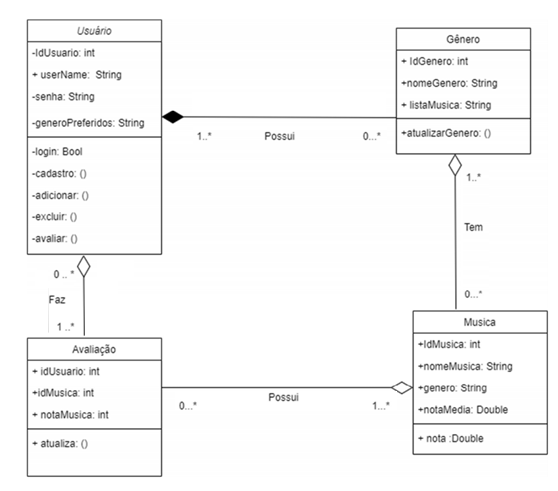 Usuário
-IdUsuario: int
+ userName: String
-senha: String
-generoPreferidos: String
-login: Bool
-cadastro: ()
-adicionar: ()
-excluir: ()
-avaliar: ()
Gênero
+ IdGenero: int
+nomeGenero: String
+ listaMusica: String
+atualizarGenero: ()
1..*
Possui
0...*
1..*
Tem
0...*
0 .. *
Faz
1 ..*
Avaliação
+ idUsuario: int
+idMusica: int
+ notaMusica: int
+ atualiza: ()
0...*
Possui
1...*
Musica
+IdMusica: int
+nomeMusica: String
+genero: String
+notaMedia: Double
+ nota :Double